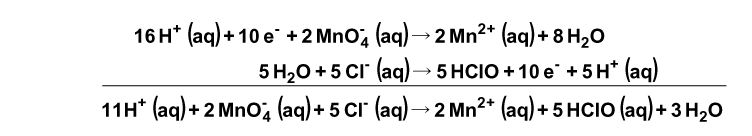 16 H⁺ (aq) + 10 e⁻ + 2 MnO₄⁻ (aq) → 2 Mn²⁺ (aq) + 8 H₂O
5 H₂O + 5 Cl⁻ (aq) → 5 HClO + 10 e⁻ + 5 H⁺ (aq)
11H⁺ (aq) + 2 MnO₄⁻ (aq) + 5 Cl⁻ (aq) → 2 Mn²⁺ (aq) + 5 HClO (aq) + 3 H₂O